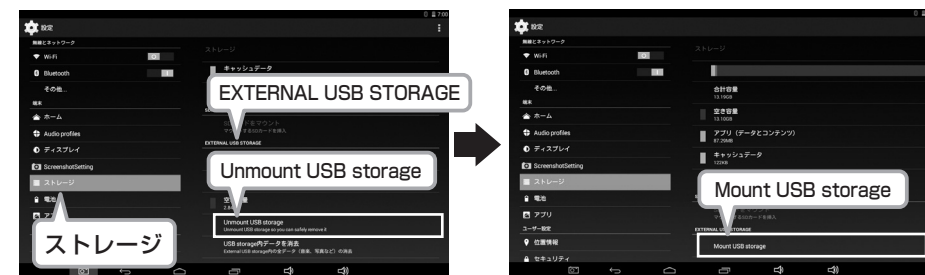 7:00
設定
無線とネットワーク
Wi-Fi
Bluetooth
その他...
端末
ホーム
Audio profiles
ディスプレイ
ScreenshotSetting
ストレージ
電池
ストレージ
ストレージ
キャッシュデータ
EXTERNAL USB STORAGE
EXTERNAL USB STORAGE
Unmount USB storage
Unmount USB storage
Unmount USB storage so you can safely remove it
USB storage内データを消去
External USB storage内の全データ（音楽、写真など）の消去
設定
無線とネットワーク
Wi-Fi
Bluetooth
その他...
端末
ホーム
Audio profiles
ディスプレイ
ScreenshotSetting
ストレージ
電池
アプリ
ユーザー設定
位置情報
セキュリティ
ストレージ
合計容量
13.19GB
空き容量
13.10GB
アプリ（データとコンテンツ）
87.29MB
キャッシュデータ
122KB
Mount USB storage
EXTERNAL USB STORAGE
Mount USB storage